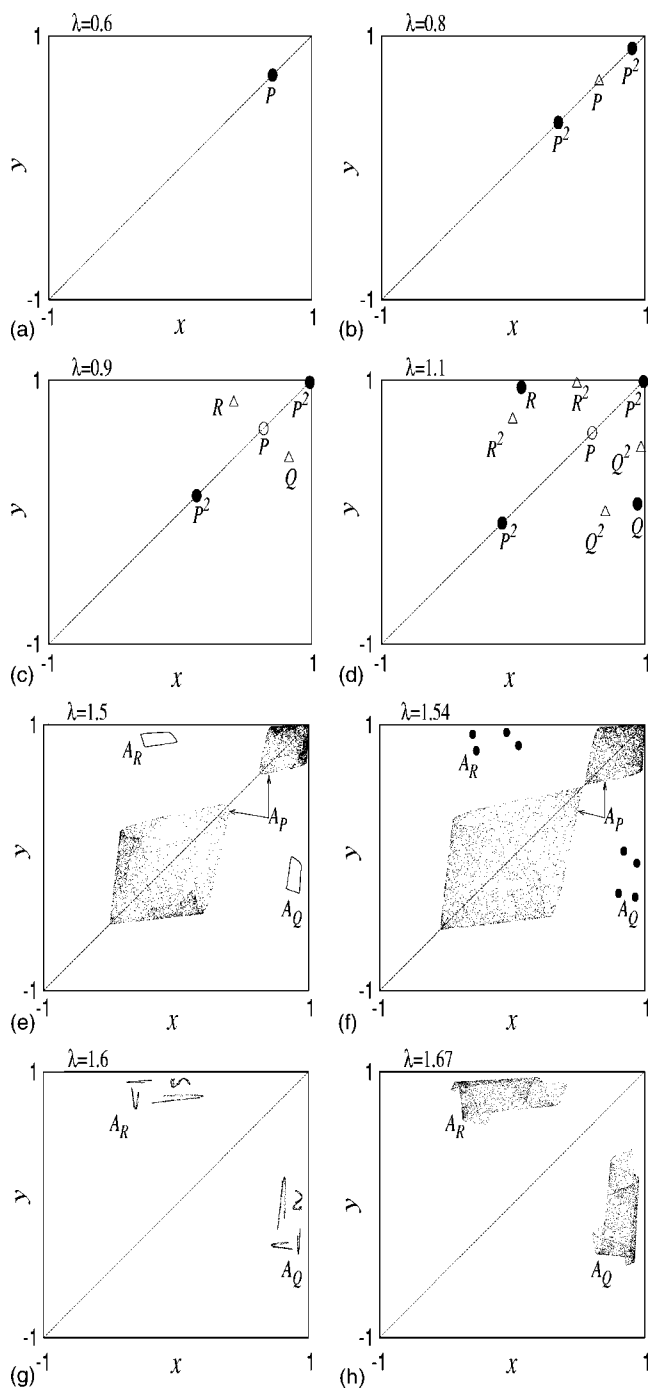 λ=0.6 λ=0.8
1 1
P P² P P²
y y
-1 -1
-1 x 1 -1 x 1
(a) (b)
λ=0.9 λ=1.1
1 1
R P² P Q P² R R² R² P² P Q² Q² Q P²
y y
-1 -1
-1 x 1 -1 x 1
(c) (d)
λ=1.5 λ=1.54
1 1
A_R A_P A_Q A_R A_P A_Q
y y
-1 -1
-1 x 1 -1 x 1
(e) (f)
λ=1.6 λ=1.67
1 1
A_R A_Q A_R A_Q
y y
-1 -1
-1 x 1 -1 x 1
(g) (h)